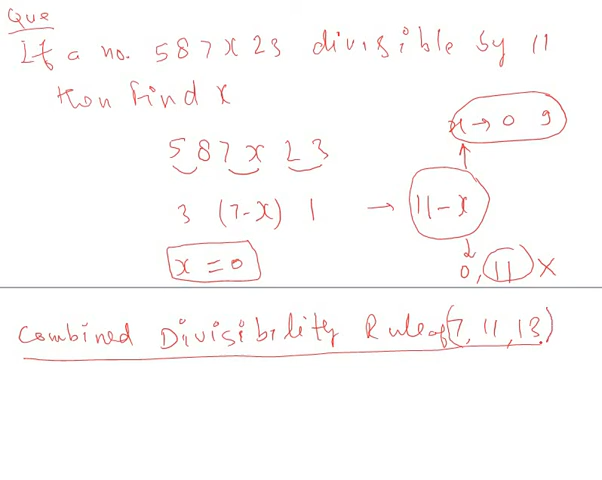 Que
If a no. 587x23 divisible by 11
then find x
x → 0 9
587x23
3 (7-x) 1 → 11-x
x = 0
0, 11 X
Combined Divisibility Rule of (7, 11, 13)